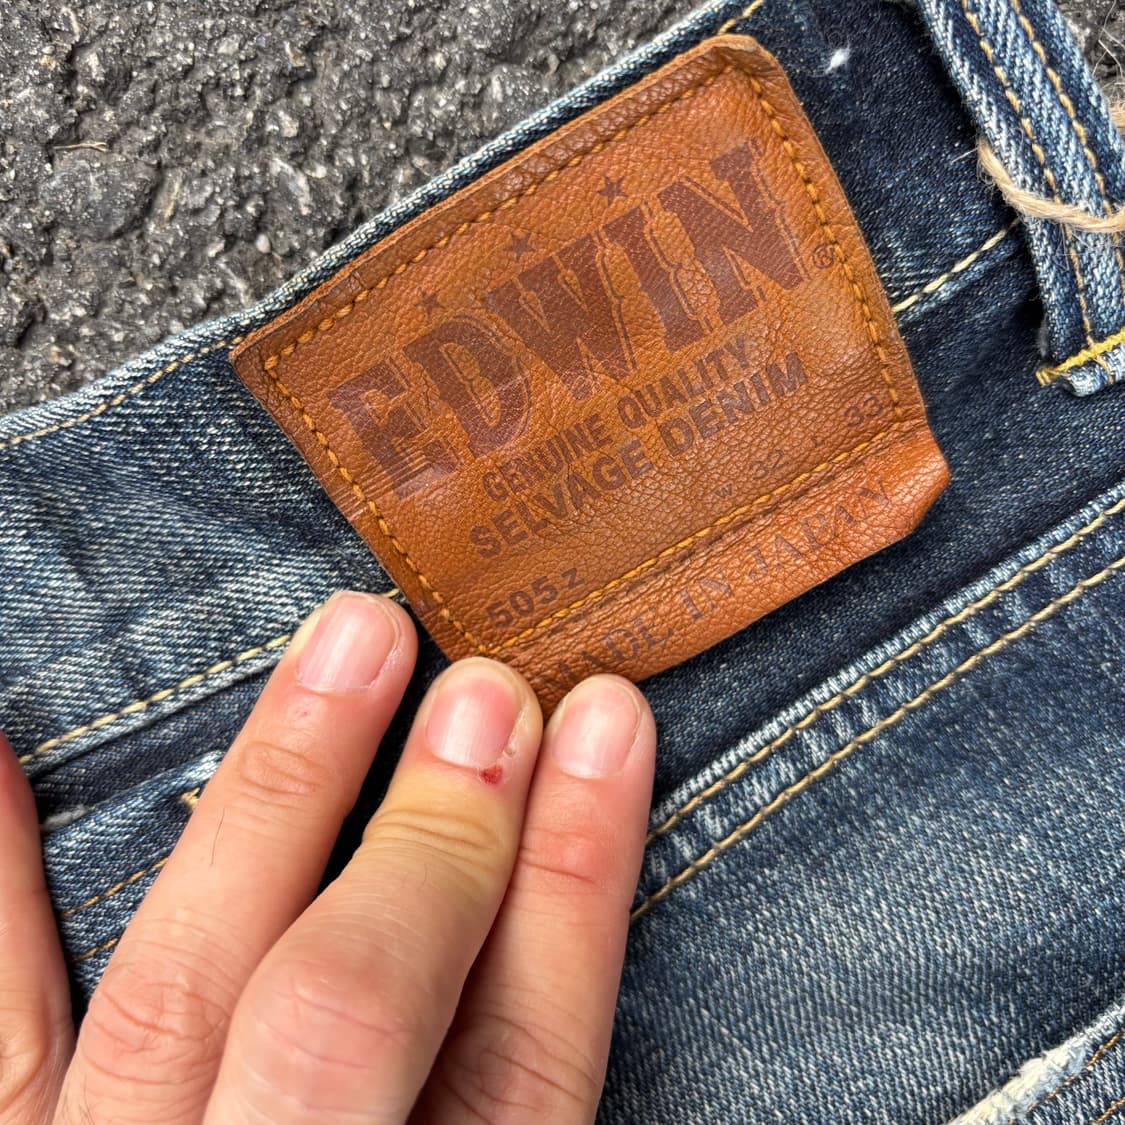 EDWIN®
GENUINE QUALITY
SELVAGE DENIM
W 32 L 33
505Z
MADE IN JAPAN